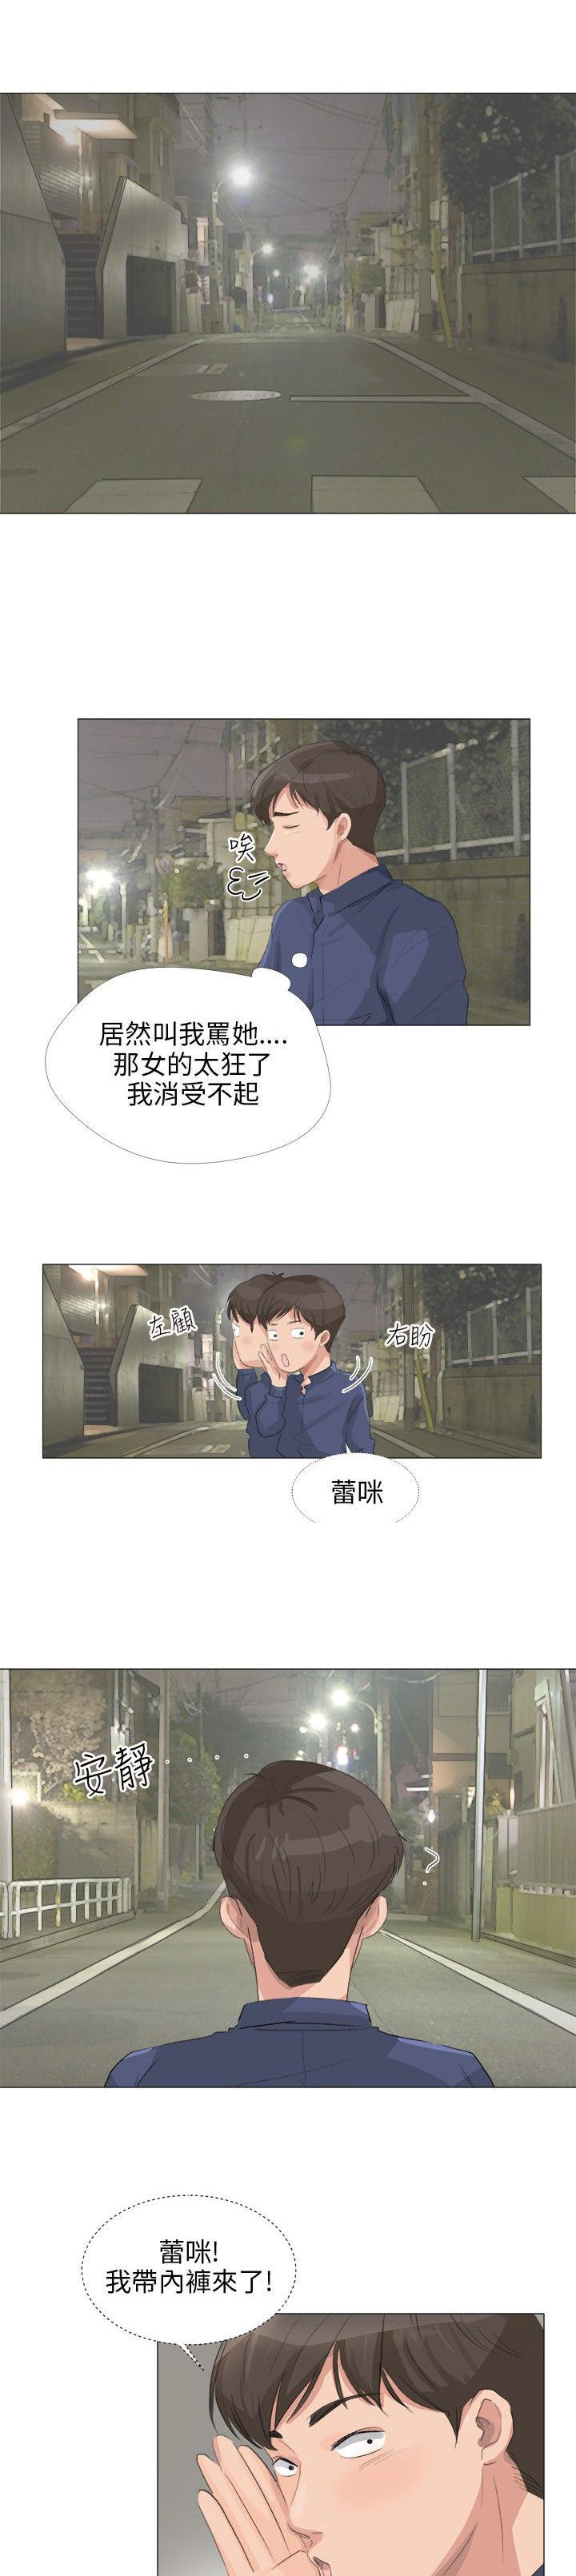 唉
居然叫我罵她....
那女的太狂了
我消受不起
左顧
右盼
蕾咪
安靜....
蕾咪!
我帶內褲來了!